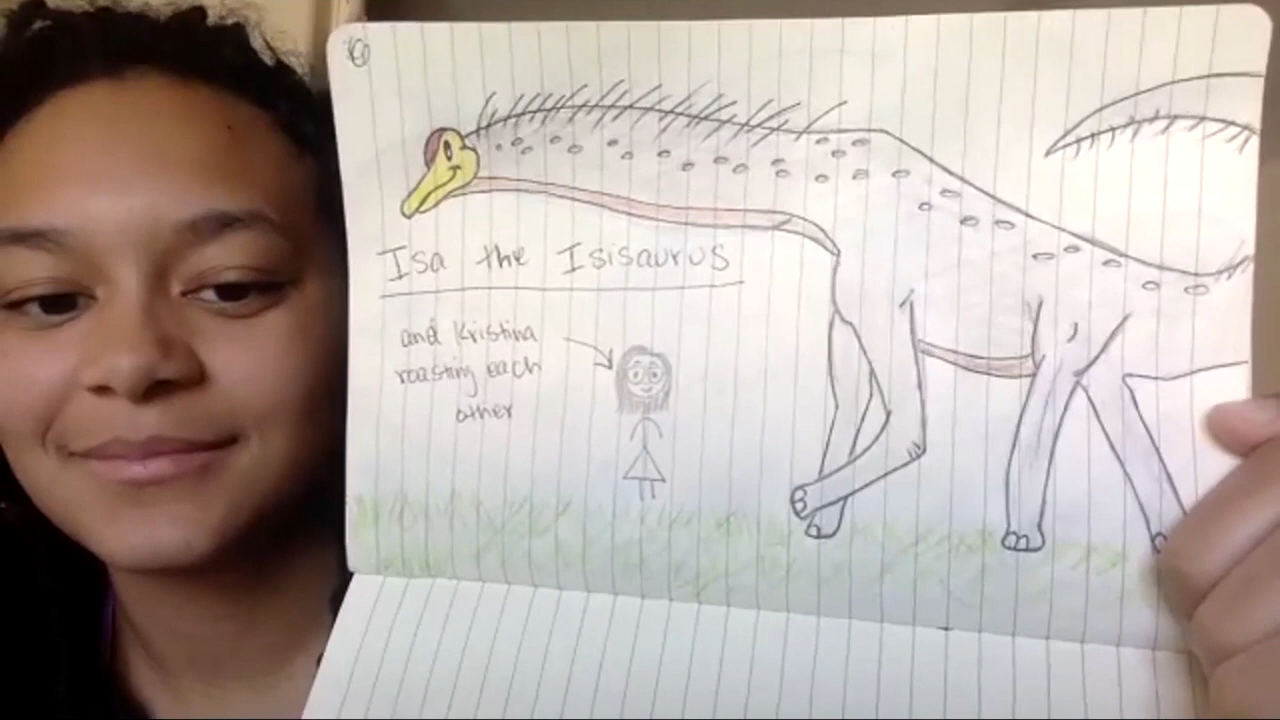 Isa the Isisaurus
and Kristina
roasting each
other